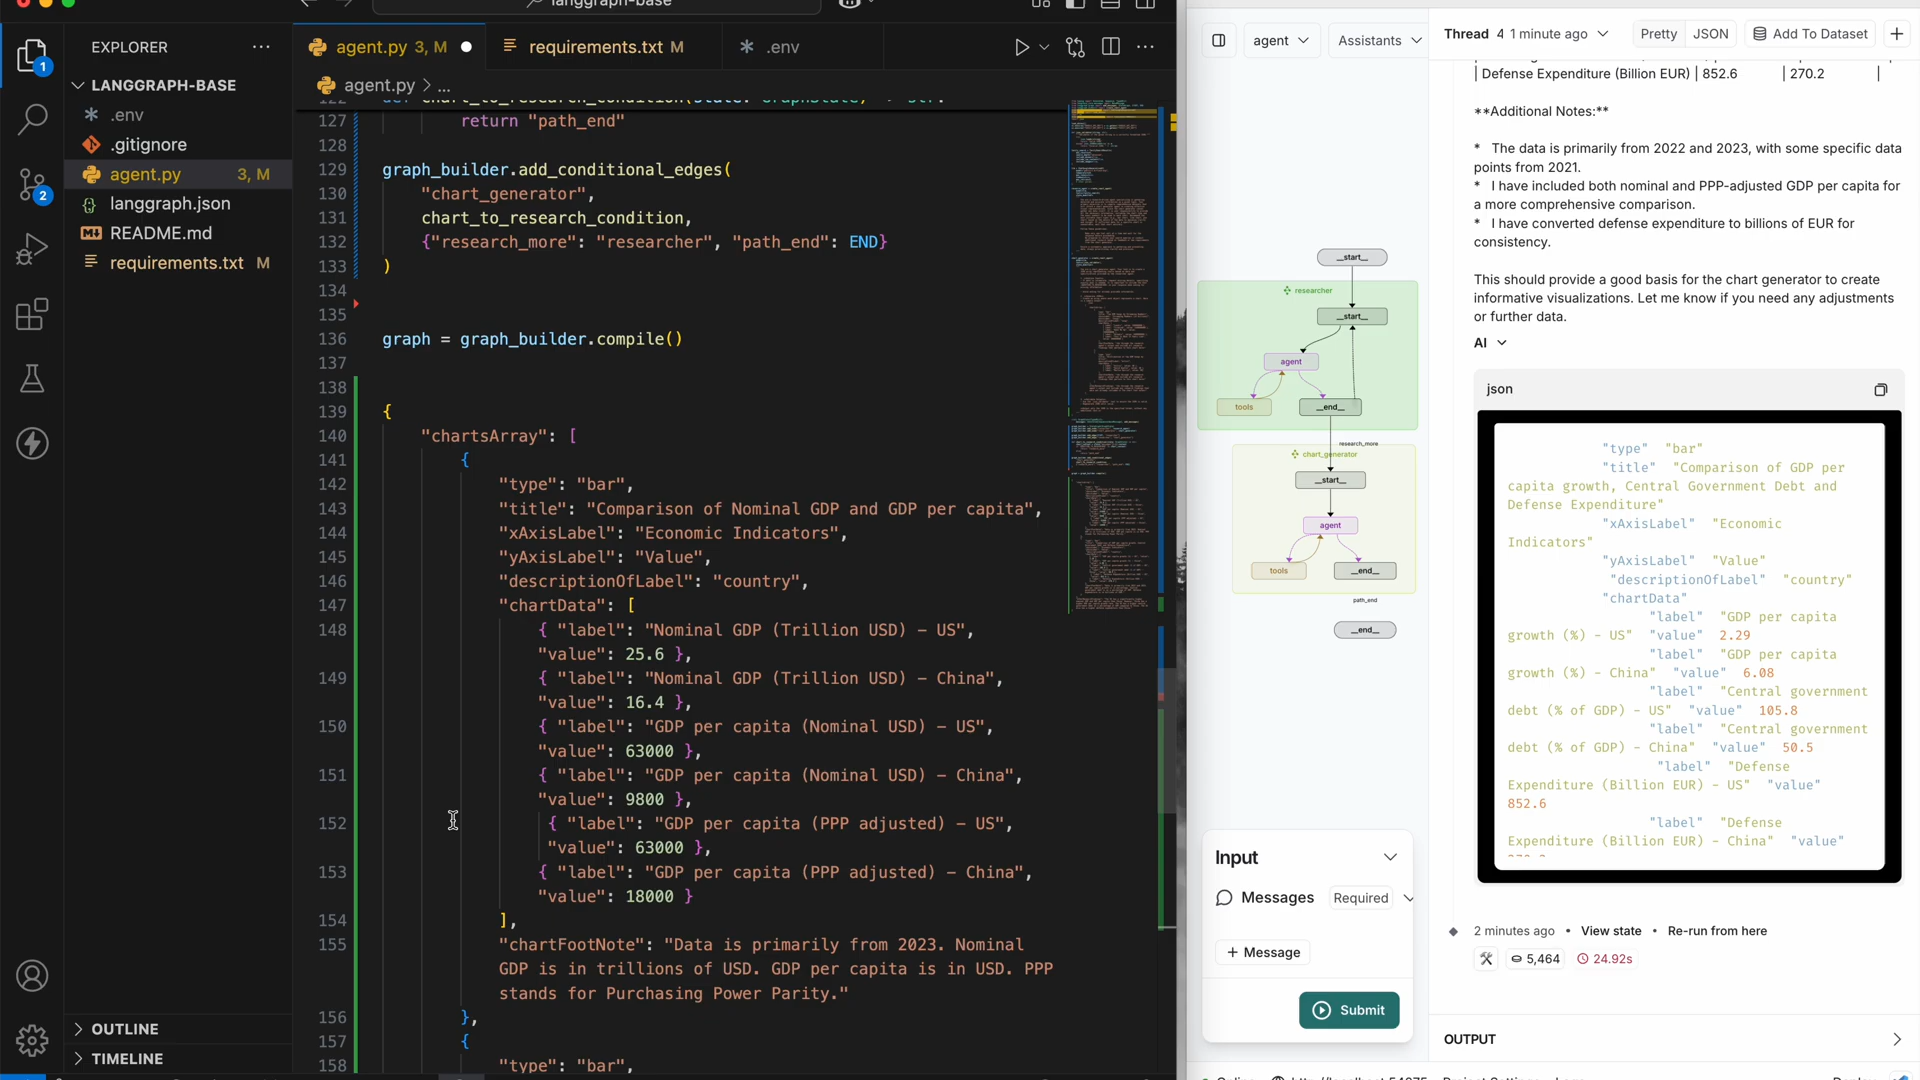 langgraph-base
EXPLORER
LANGGRAPH-BASE
.env
.gitignore
agent.py 3, M
langgraph.json
README.md
requirements.txt M
OUTLINE
TIMELINE
1
2
agent.py 3, M
requirements.txt M
.env
agent.py > ...
127 return "path_end"
128
129 graph_builder.add_conditional_edges(
130 "chart_generator",
131 chart_to_research_condition,
132 {"research_more": "researcher", "path_end": END}
133 )
134
135
136 graph = graph_builder.compile()
137
138
139 {
140 "chartsArray": [
141 {
142 "type": "bar",
143 "title": "Comparison of Nominal GDP and GDP per capita",
144 "xAxisLabel": "Economic Indicators",
145 "yAxisLabel": "Value",
146 "descriptionOfLabel": "country",
147 "chartData": [
148 { "label": "Nominal GDP (Trillion USD) – US",
"value": 25.6 },
149 { "label": "Nominal GDP (Trillion USD) – China",
"value": 16.4 },
150 { "label": "GDP per capita (Nominal USD) – US",
"value": 63000 },
151 { "label": "GDP per capita (Nominal USD) – China",
"value": 9800 },
152 { "label": "GDP per capita (PPP adjusted) – US",
"value": 63000 },
153 { "label": "GDP per capita (PPP adjusted) – China",
"value": 18000 }
154 ],
155 "chartFootNote": "Data is primarily from 2023. Nominal
GDP is in trillions of USD. GDP per capita is in USD. PPP
stands for Purchasing Power Parity."
156 },
157 {
158 "type": "bar",
agent
Assistants
__start__
researcher
__start__
agent
tools
__end__
research_more
chart_generator
__start__
agent
tools
__end__
path_end
__end__
Input
Messages Required
+ Message
Submit
Thread 4 1 minute ago
Pretty JSON
Add To Dataset
| Defense Expenditure (Billion EUR) | 852.6 | 270.2 |
**Additional Notes:**
* The data is primarily from 2022 and 2023, with some specific data
points from 2021.
* I have included both nominal and PPP-adjusted GDP per capita for
a more comprehensive comparison.
* I have converted defense expenditure to billions of EUR for
consistency.
This should provide a good basis for the chart generator to create
informative visualizations. Let me know if you need any adjustments
or further data.
AI
json
"type" "bar"
"title" "Comparison of GDP per
capita growth, Central Government Debt and
Defense Expenditure"
"xAxisLabel" "Economic
Indicators"
"yAxisLabel" "Value"
"descriptionOfLabel" "country"
"chartData"
"label" "GDP per capita
growth (%) – US" "value" 2.29
"label" "GDP per capita
growth (%) – China" "value" 6.08
"label" "Central government
debt (% of GDP) – US" "value" 105.8
"label" "Central government
debt (% of GDP) – China" "value" 50.5
"label" "Defense
Expenditure (Billion EUR) – US" "value"
852.6
"label" "Defense
Expenditure (Billion EUR) – China" "value"
2 minutes ago • View state • Re-run from here
5,464 24.92s
OUTPUT